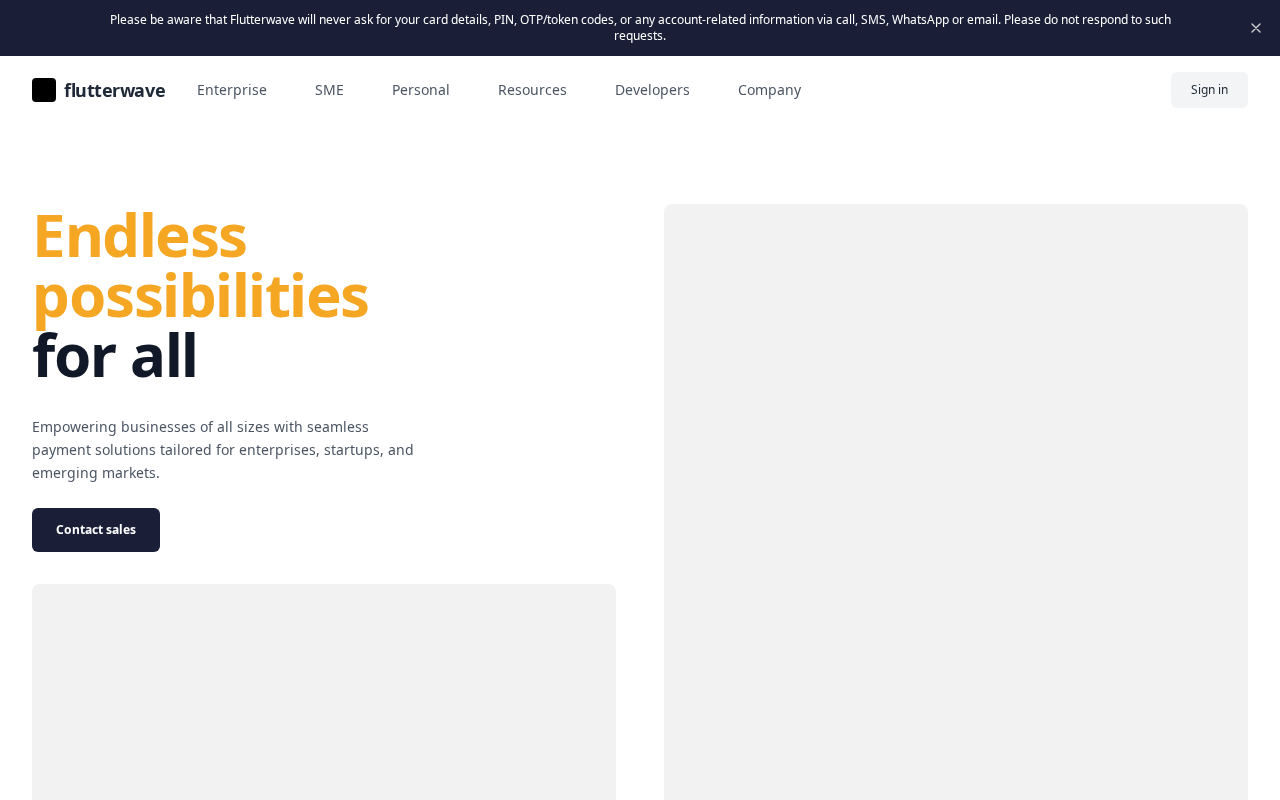 Please be aware that Flutterwave will never ask for your card details, PIN, OTP/token codes, or any account-related information via call, SMS, WhatsApp or email. Please do not respond to such
requests.
flutterwave
Enterprise
SME
Personal
Resources
Developers
Company
Sign in
Endless
possibilities
for all
Empowering businesses of all sizes with seamless
payment solutions tailored for enterprises, startups, and
emerging markets.
Contact sales